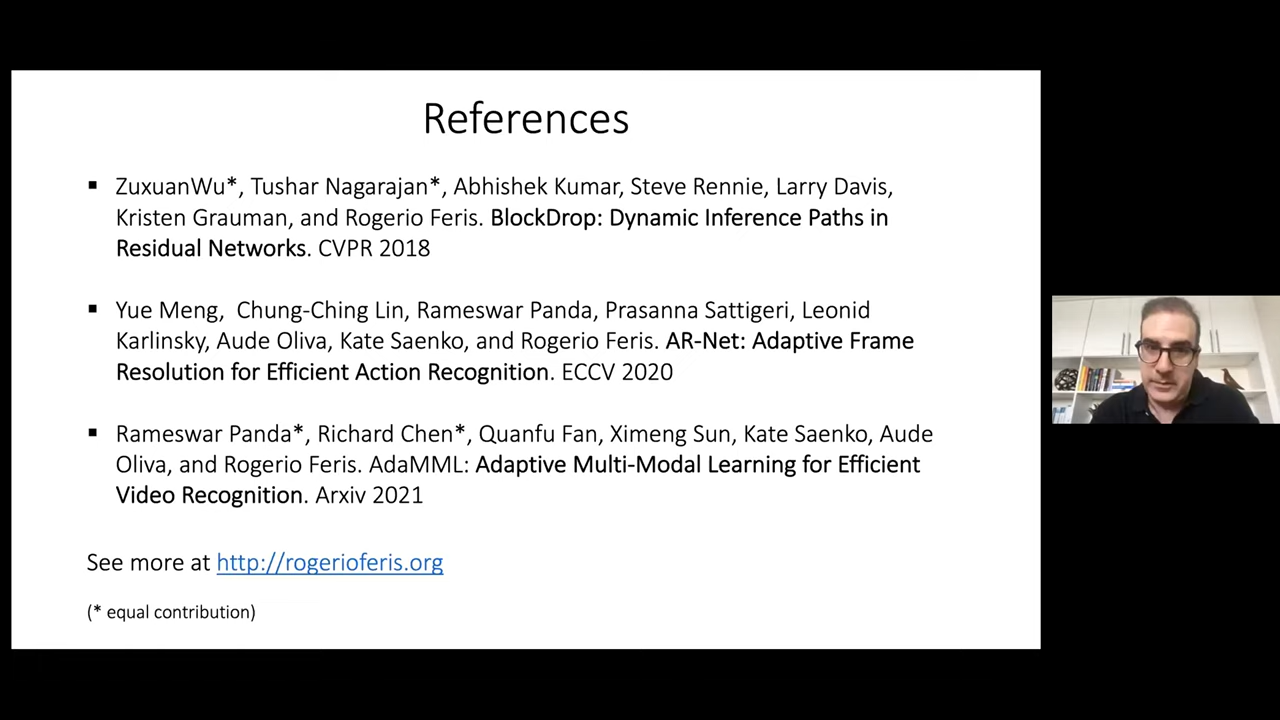 References
▪ ZuxuanWu*, Tushar Nagarajan*, Abhishek Kumar, Steve Rennie, Larry Davis,
Kristen Grauman, and Rogerio Feris. BlockDrop: Dynamic Inference Paths in
Residual Networks. CVPR 2018
▪ Yue Meng,  Chung-Ching Lin, Rameswar Panda, Prasanna Sattigeri, Leonid
Karlinsky, Aude Oliva, Kate Saenko, and Rogerio Feris. AR-Net: Adaptive Frame
Resolution for Efficient Action Recognition. ECCV 2020
▪ Rameswar Panda*, Richard Chen*, Quanfu Fan, Ximeng Sun, Kate Saenko, Aude
Oliva, and Rogerio Feris. AdaMML: Adaptive Multi-Modal Learning for Efficient
Video Recognition. Arxiv 2021
See more at http://rogerioferis.org
(* equal contribution)